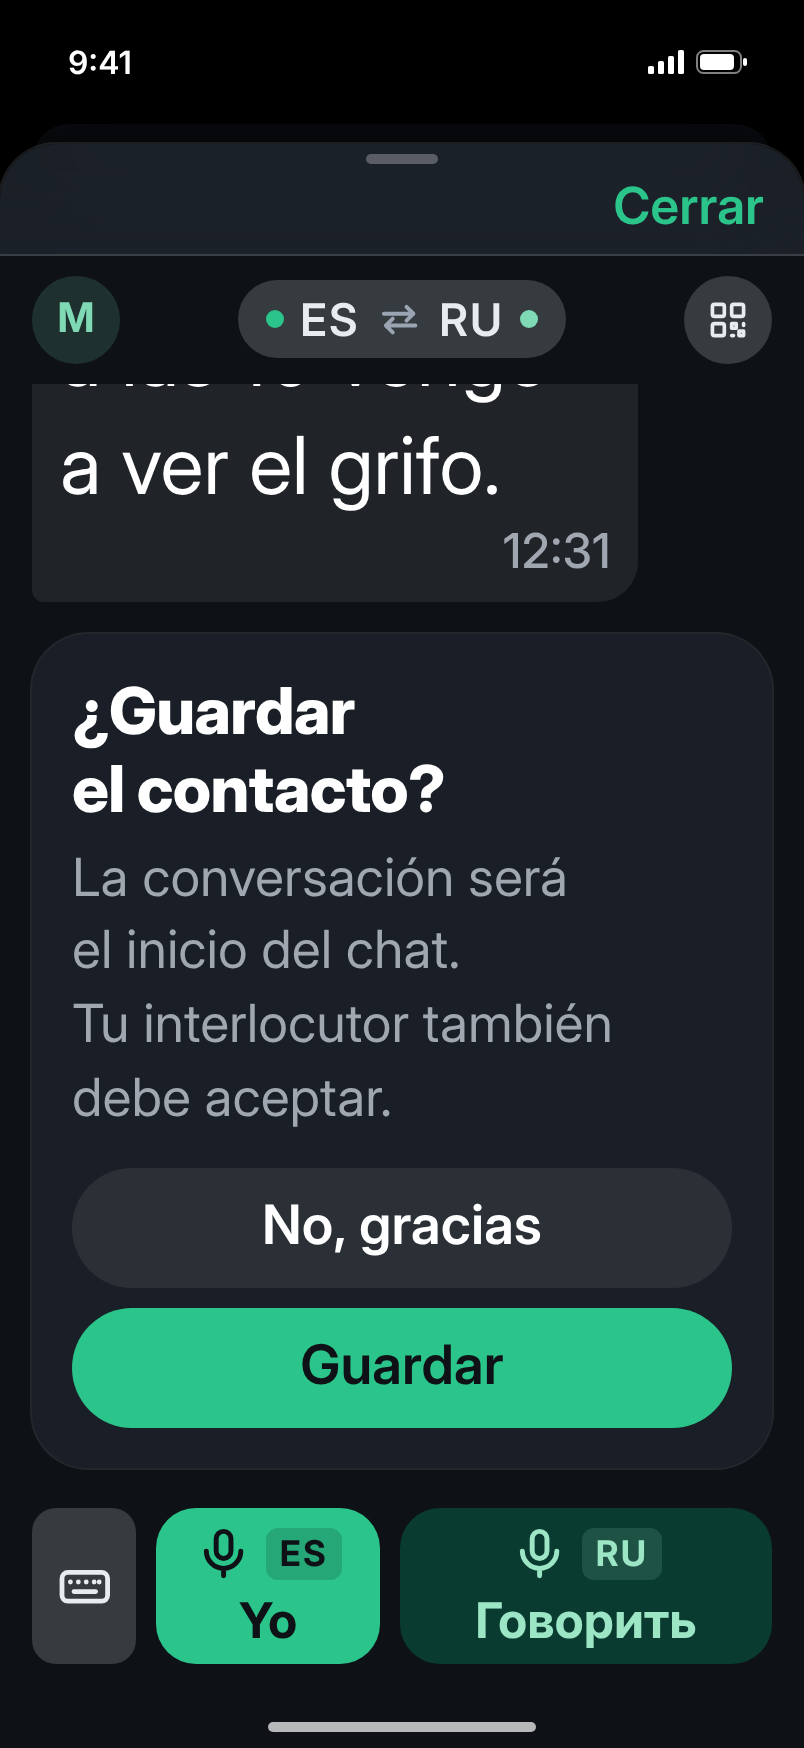 9:41
Cerrar
M
ES RU
a ver el grifo.
12:31
¿Guardar
el contacto?
La conversación será
el inicio del chat.
Tu interlocutor también
debe aceptar.
No, gracias
Guardar
ES
Yo
RU
Говорить